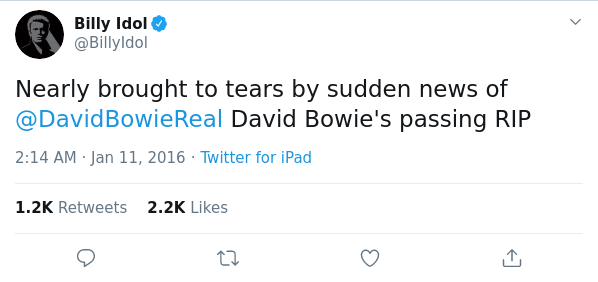 Billy Idol
@BillyIdol
Nearly brought to tears by sudden news of
@DavidBowieReal David Bowie's passing RIP
2:14 AM · Jan 11, 2016 · Twitter for iPad
1.2K Retweets 2.2K Likes